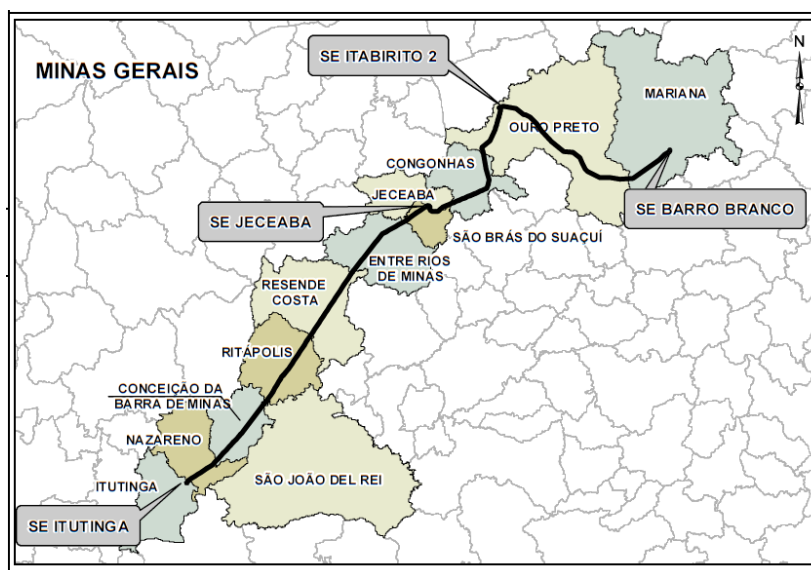 SE ITABIRITO 2
N
MINAS GERAIS
MARIANA
OURO PRETO
CONGONHAS
JECEABA
SE BARRO BRANCO
SE JECEABA
SÃO BRÁS DO SUAÇUÍ
ENTRE RIOS
DE MINAS
RESENDE
COSTA
RITÁPOLIS
CONCEIÇÃO DA
BARRA DE MINAS
NAZARENO
SÃO JOÃO DEL REI
ITUTINGA
SE ITUTINGA